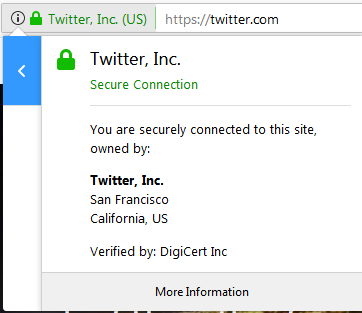 Twitter, Inc. (US) https://twitter.com
Twitter, Inc.
Secure Connection
You are securely connected to this site,
owned by:
Twitter, Inc.
San Francisco
California, US
Verified by: DigiCert Inc
More Information